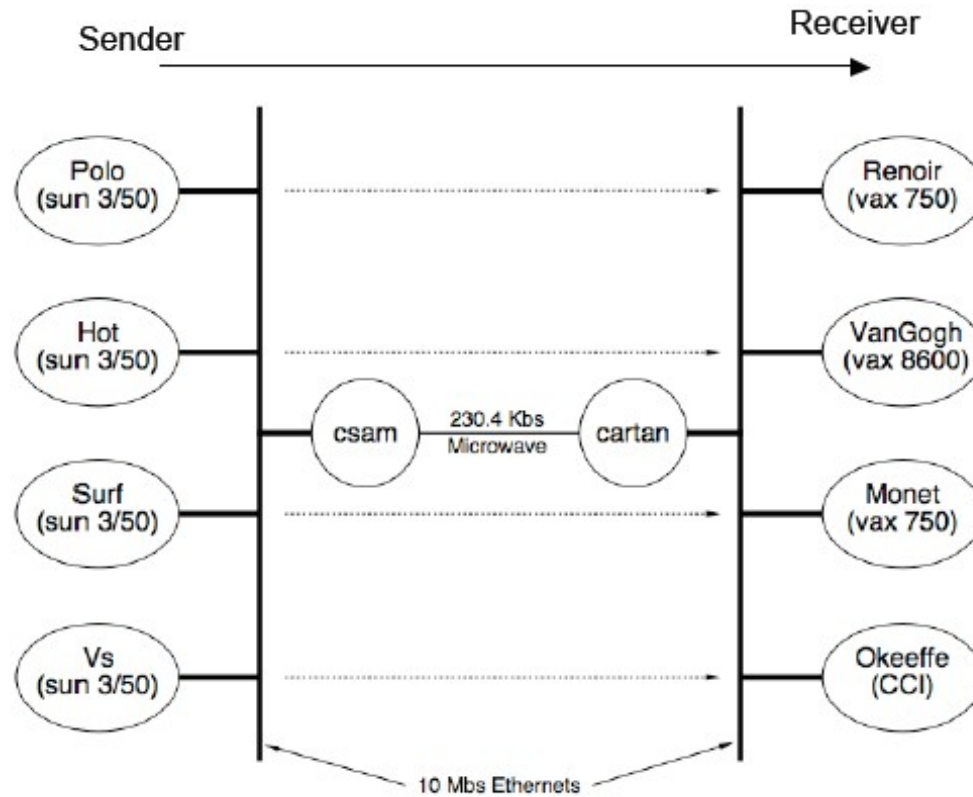 Sender
Receiver
Polo
(sun 3/50)
Renoir
(vax 750)
Hot
(sun 3/50)
VanGogh
(vax 8600)
csam
230.4 Kbs
Microwave
cartan
Surf
(sun 3/50)
Monet
(vax 750)
Vs
(sun 3/50)
Okeeffe
(CCI)
10 Mbs Ethernets